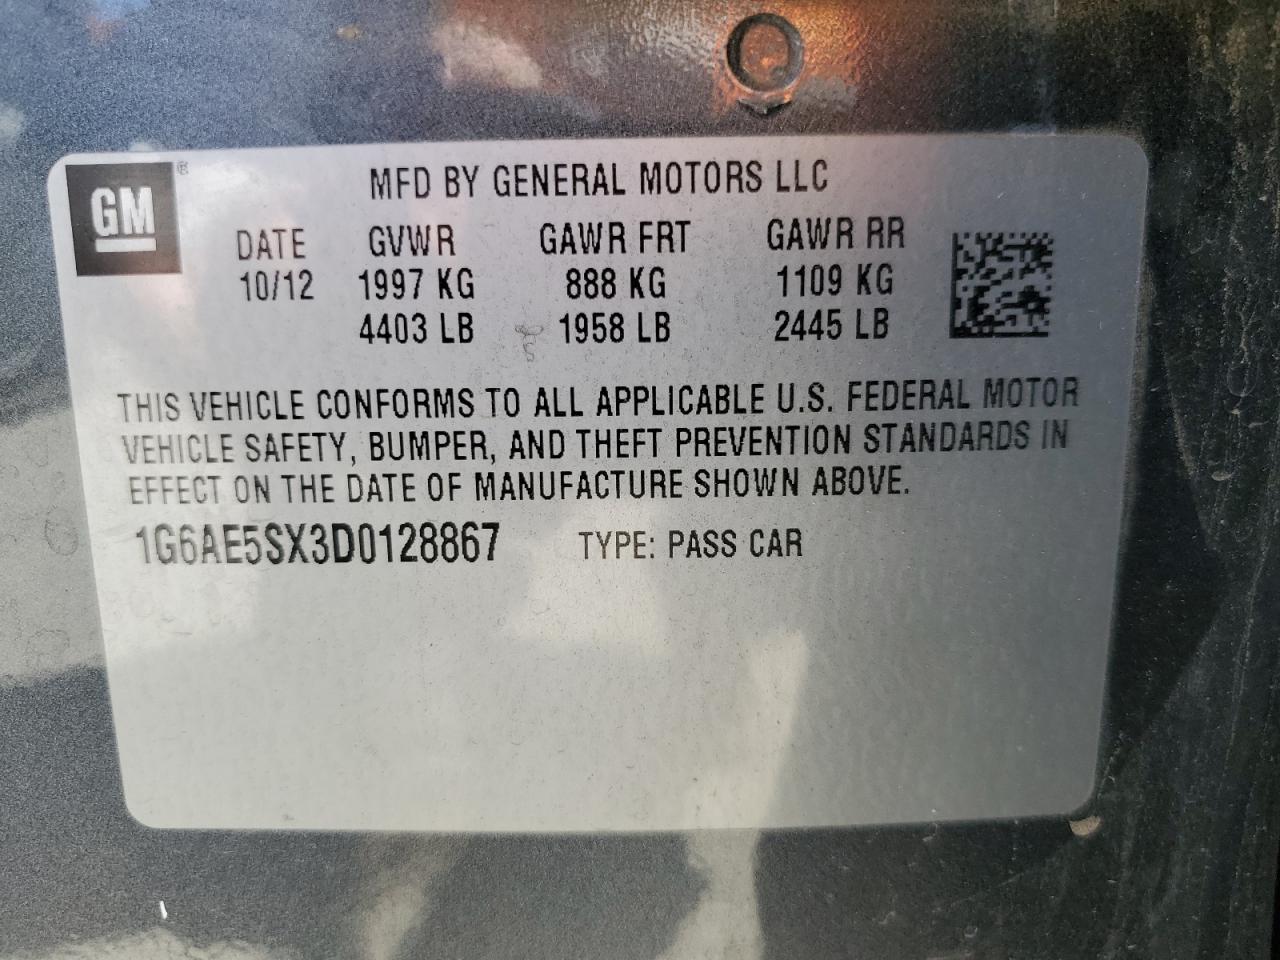 GM ®
MFD BY GENERAL MOTORS LLC
DATE GVWR GAWR FRT GAWR RR
10/12 1997 KG 888 KG 1109 KG
4403 LB 1958 LB 2445 LB
THIS VEHICLE CONFORMS TO ALL APPLICABLE U.S. FEDERAL MOTOR
VEHICLE SAFETY, BUMPER, AND THEFT PREVENTION STANDARDS IN
EFFECT ON THE DATE OF MANUFACTURE SHOWN ABOVE.
1G6AE5SX3D0128867 TYPE: PASS CAR